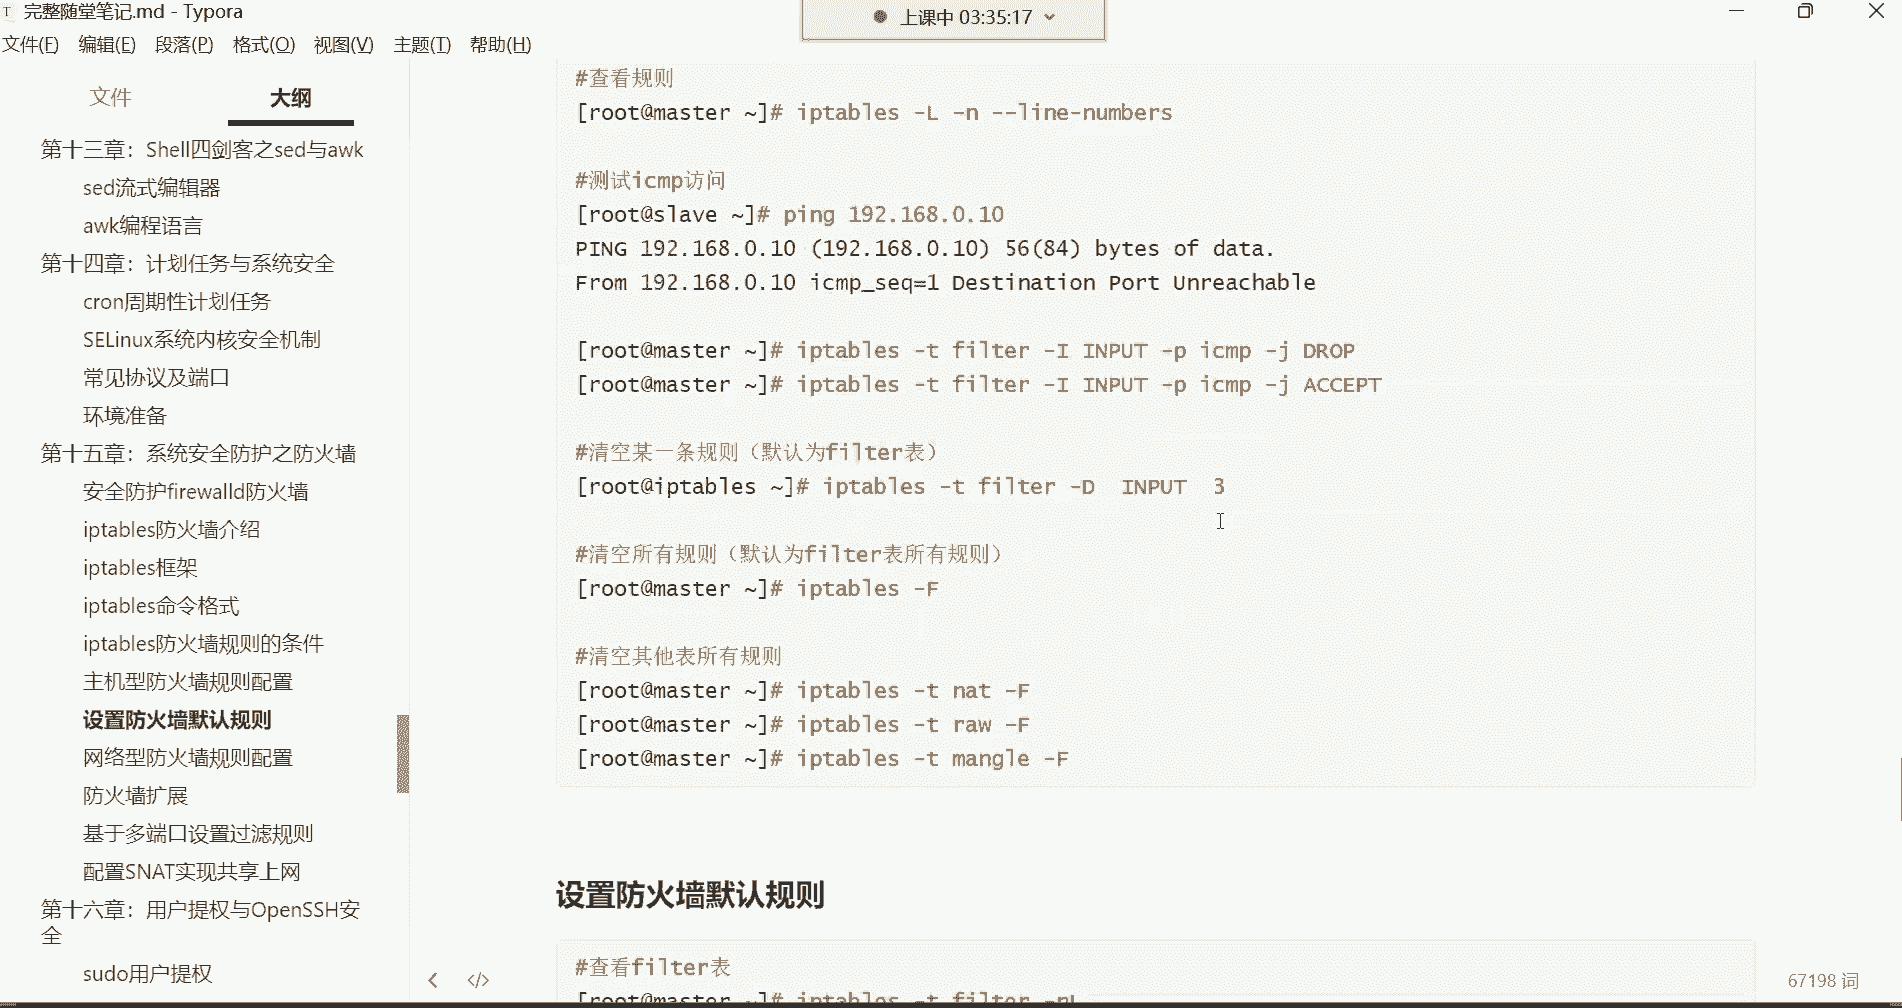 完整随堂笔记.md - Typora
上课中 03:35:17
文件(F) 编辑(E) 段落(P) 格式(O) 视图(V) 主题(T) 帮助(H)
文件 大纲
第十三章：Shell四剑客之sed与awk
sed流式编辑器
awk编程语言
第十四章：计划任务与系统安全
cron周期性计划任务
SELinux系统内核安全机制
常见协议及端口
环境准备
第十五章：系统安全防护之防火墙
安全防护firewalld防火墙
iptables防火墙介绍
iptables框架
iptables命令格式
iptables防火墙规则的条件
主机型防火墙规则配置
设置防火墙默认规则
网络型防火墙规则配置
防火墙扩展
基于多端口设置过滤规则
配置SNAT实现共享上网
第十六章：用户提权与OpenSSH安
全
sudo用户提权
#查看规则
[root@master ~]# iptables -L -n --line-numbers
#测试icmp访问
[root@slave ~]# ping 192.168.0.10
PING 192.168.0.10 (192.168.0.10) 56(84) bytes of data.
From 192.168.0.10 icmp_seq=1 Destination Port Unreachable
[root@master ~]# iptables -t filter -I INPUT -p icmp -j DROP
[root@master ~]# iptables -t filter -I INPUT -p icmp -j ACCEPT
#清空某一条规则（默认为filter表）
[root@iptables ~]# iptables -t filter -D  INPUT  3
#清空所有规则（默认为filter表所有规则）
[root@master ~]# iptables -F
#清空其他表所有规则
[root@master ~]# iptables -t nat -F
[root@master ~]# iptables -t raw -F
[root@master ~]# iptables -t mangle -F
设置防火墙默认规则
#查看filter表
[root@master ~]# iptables -t filter -nL
67198 词